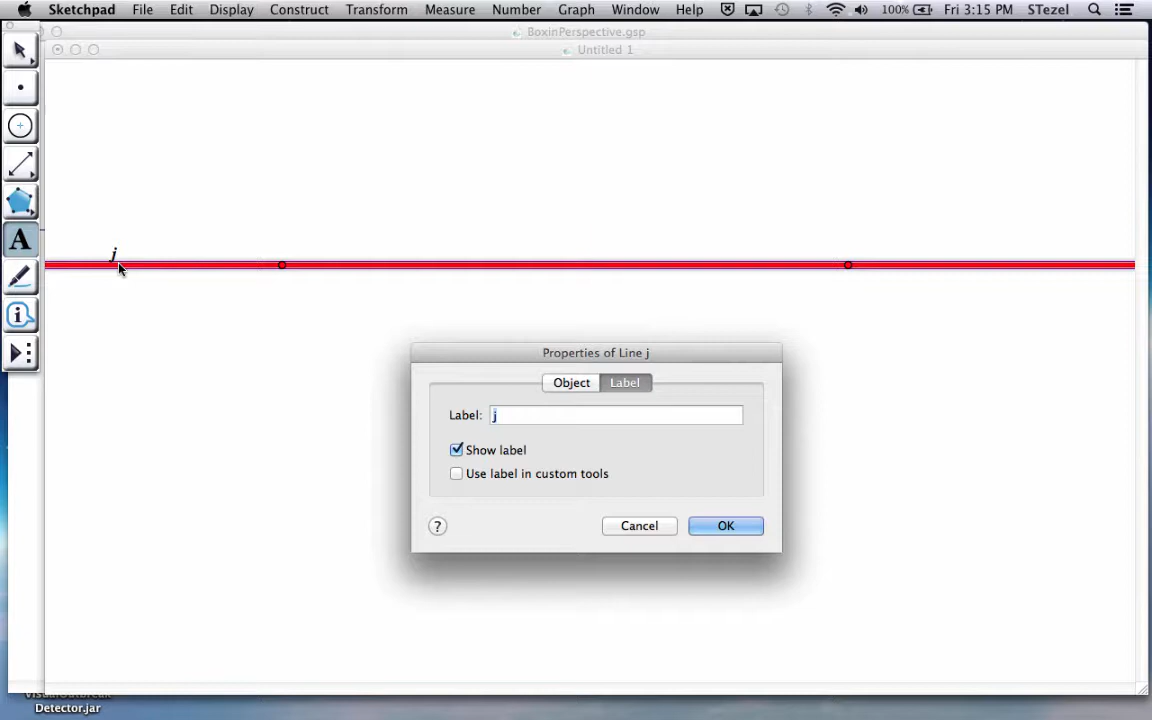 Sketchpad File Edit Display Construct Transform Measure Number Graph Window Help 100% Fri 3:15 PM STezel
BoxinPerspective.gsp
Untitled 1
A
j
Properties of Line j
Object Label
Label: j
Show label
Use label in custom tools
? Cancel OK
Detector.jar